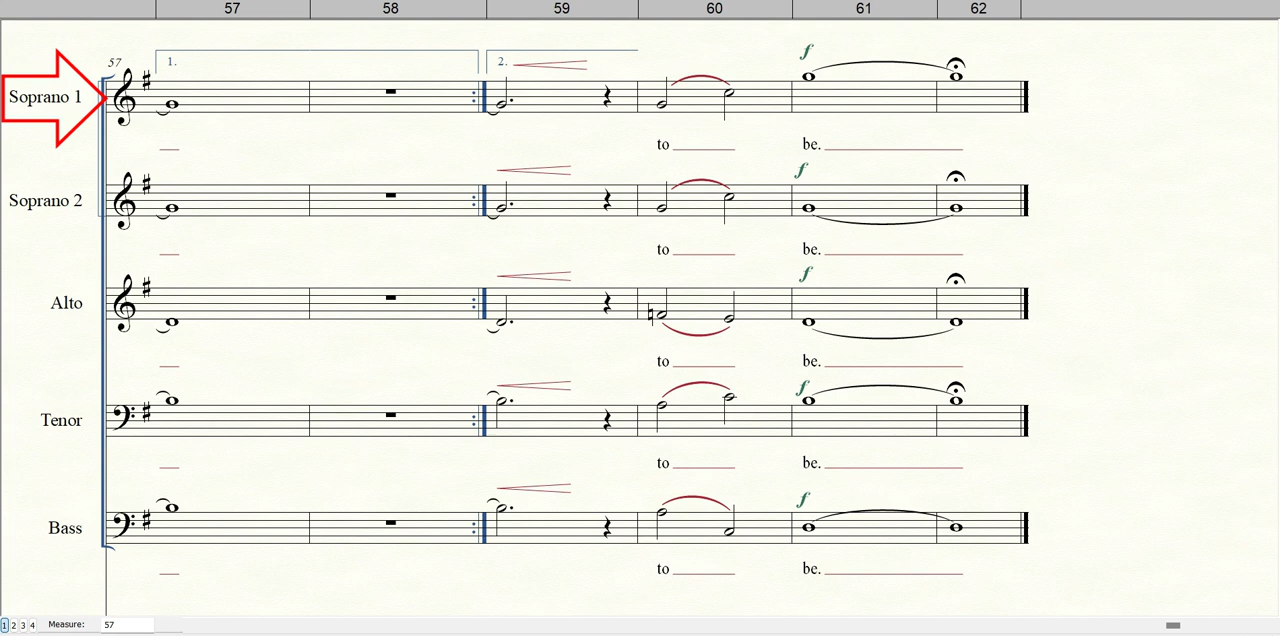 57 58 59 60 61 62
57 1. 2. f
Soprano 1
to be.
f
Soprano 2
to be.
f
Alto
to be.
f
Tenor
to be.
f
Bass
to be.
1 2 3 4 Measure: 57